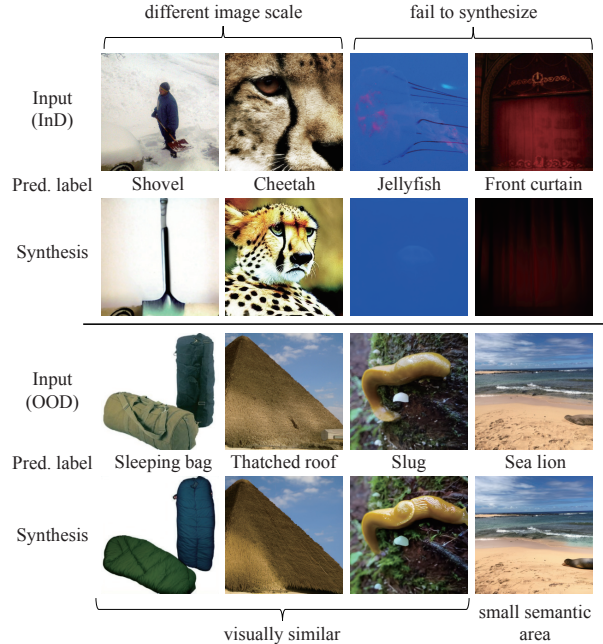 different image scale fail to synthesize
Input
(InD)
Pred. label Shovel Cheetah Jellyfish Front curtain
Synthesis
Input
(OOD)
Pred. label Sleeping bag Thatched roof Slug Sea lion
Synthesis
visually similar small semantic
area